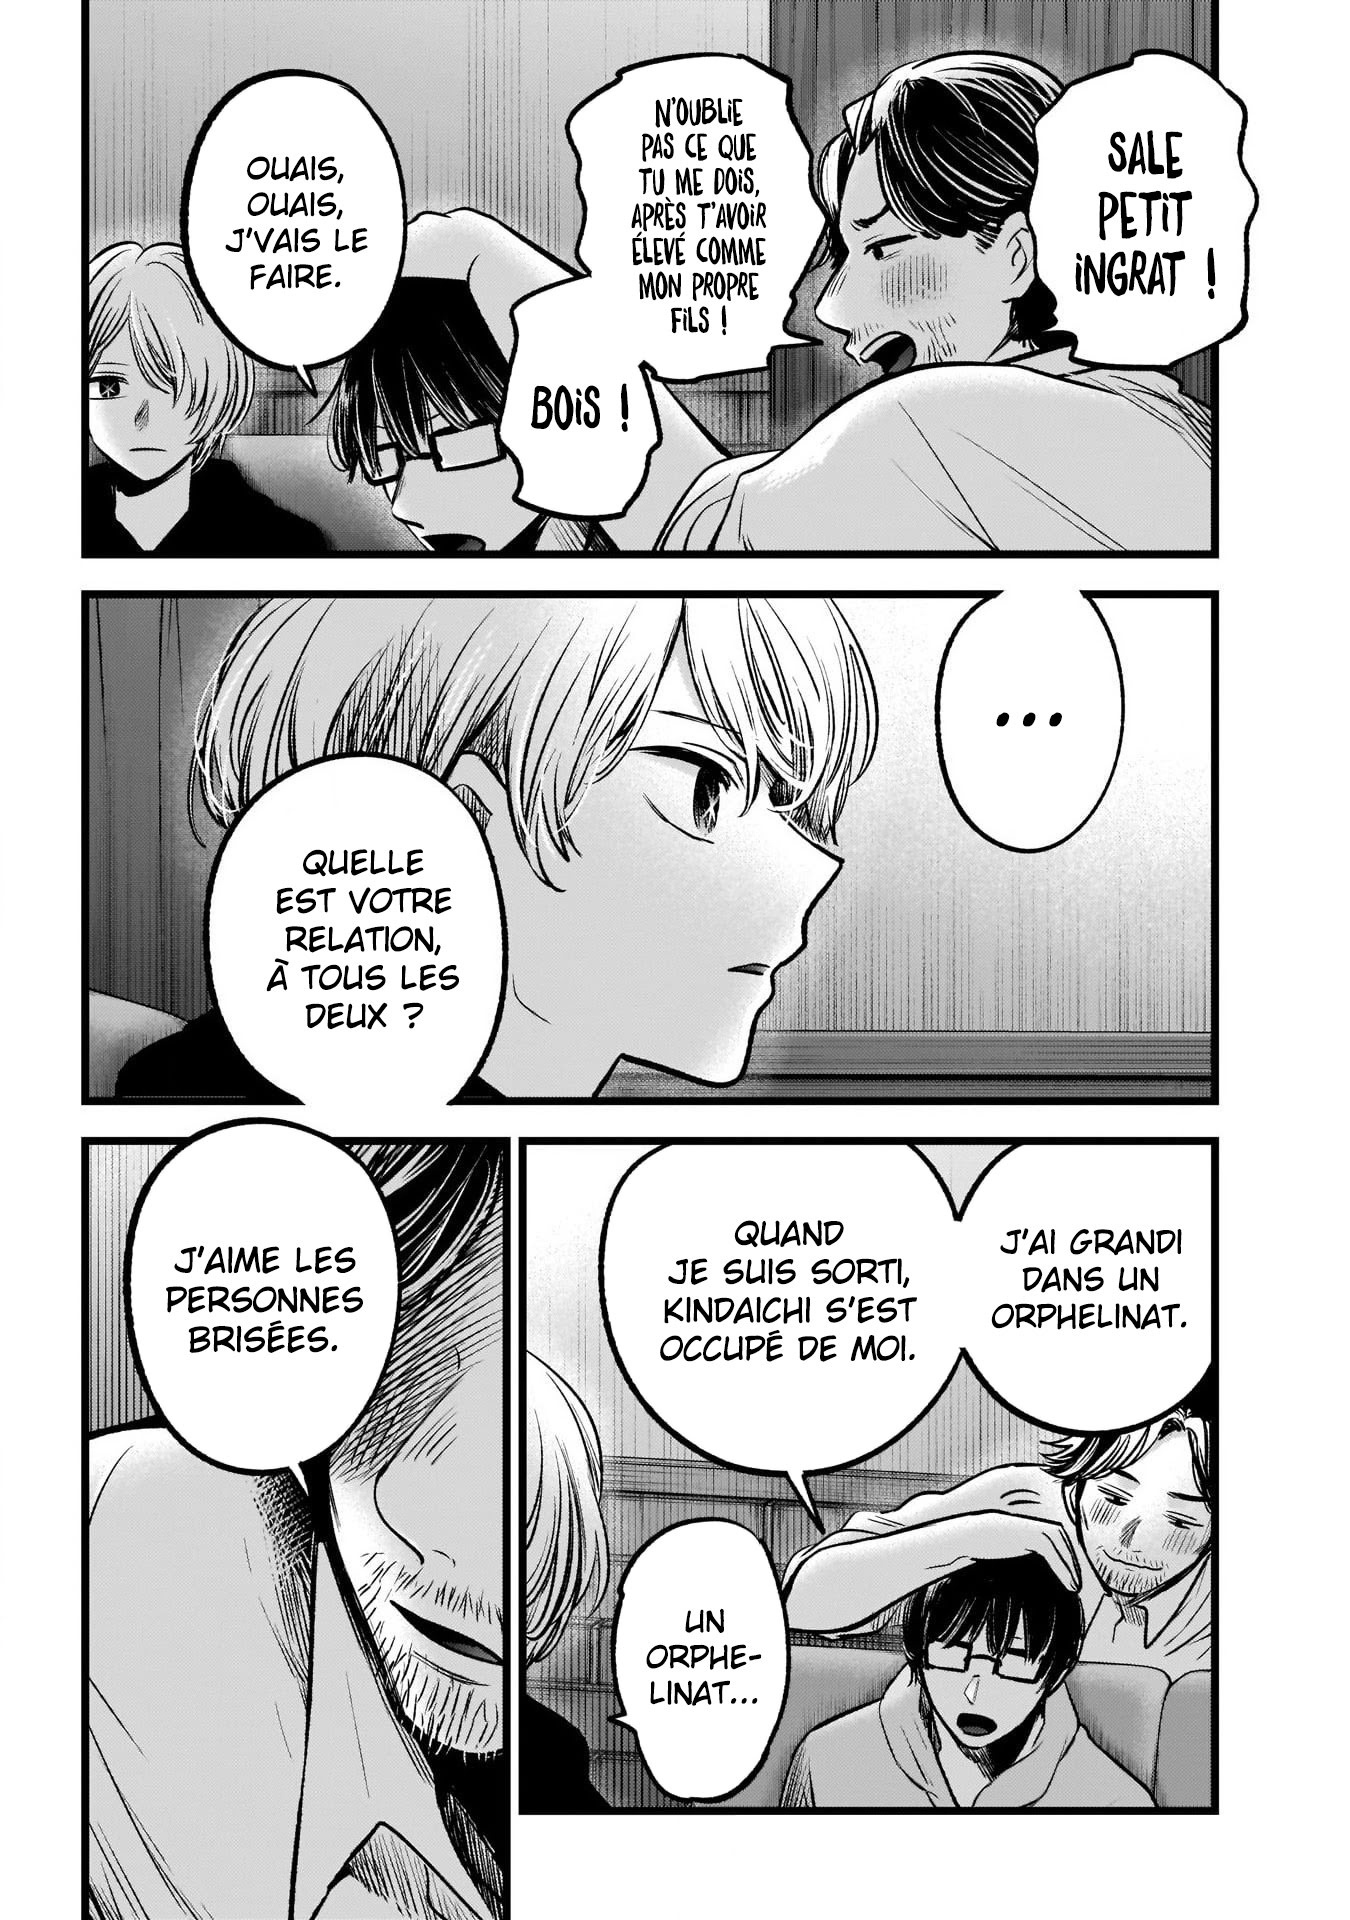 SALE
PETIT
INGRAT !
N'OUBLIE
PAS CE QUE
TU ME DOIS,
APRÈS T'AVOIR
ÉLEVÉ COMME
MON PROPRE
FILS !
BOIS !
OUAIS,
OUAIS,
J'VAIS LE
FAIRE.
...
QUELLE
EST VOTRE
RELATION,
À TOUS LES
DEUX ?
J'AI GRANDI
DANS UN
ORPHELINAT.
QUAND
JE SUIS SORTI,
KINDAICHI S'EST
OCCUPÉ DE MOI.
UN
ORPHE-
LINAT...
J'AIME LES
PERSONNES
BRISÉES.